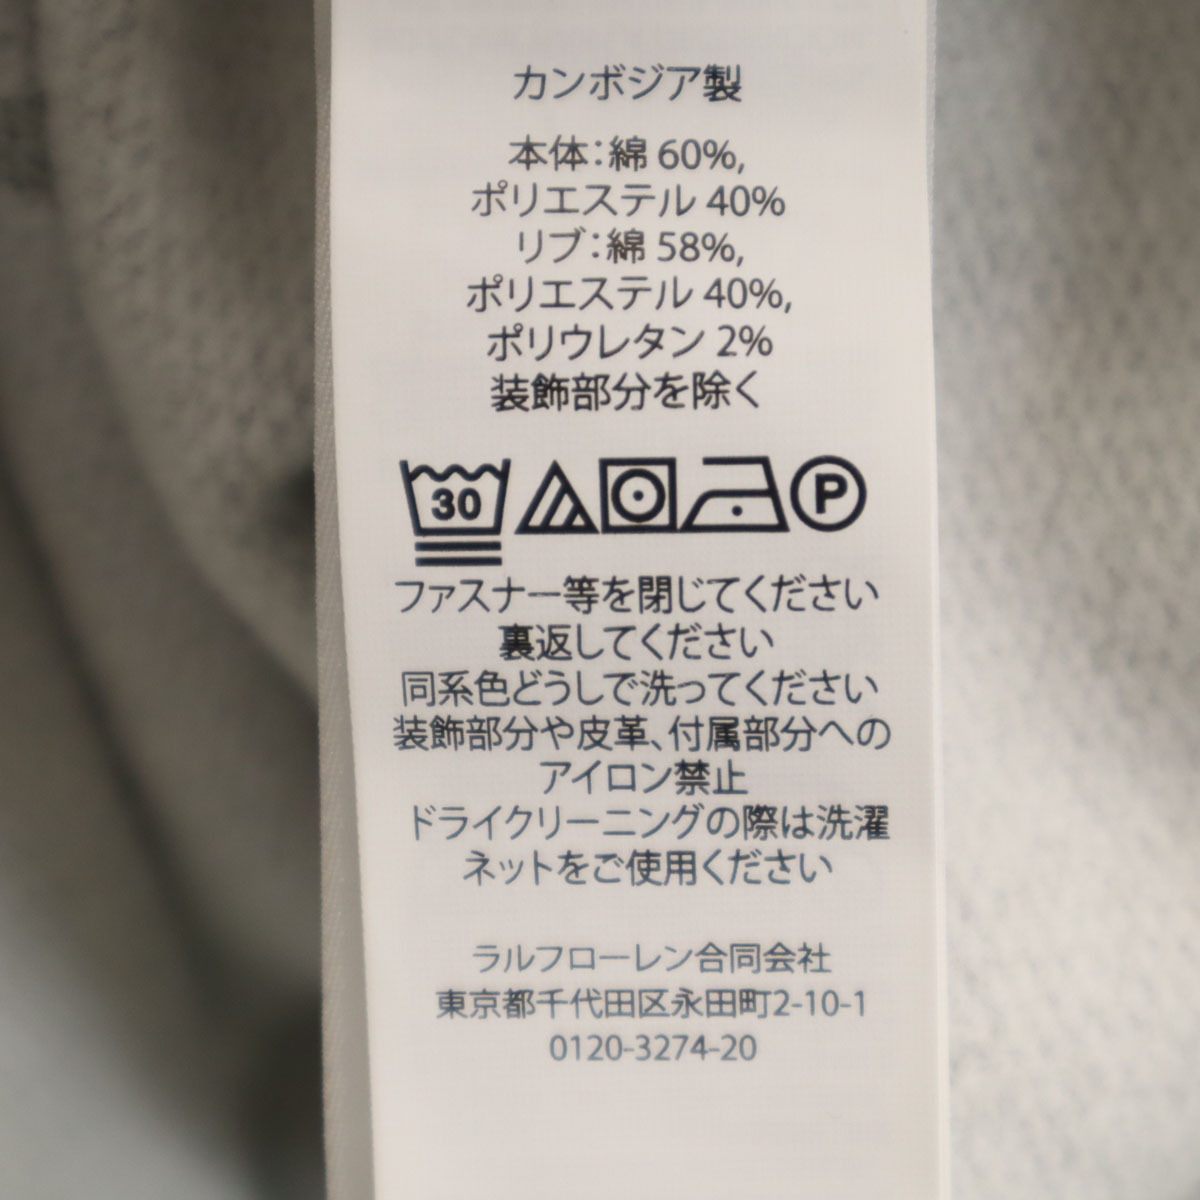 カンボジア製
本体:綿 60%,
ポリエステル 40%
リブ:綿 58%,
ポリエステル 40%,
ポリウレタン 2%
装飾部分を除く
30 P
ファスナー等を閉じてください
裏返してください
同系色どうしで洗ってください
装飾部分や皮革、付属部分への
アイロン禁止
ドライクリーニングの際は洗濯
ネットをご使用ください
ラルフローレン合同会社
東京都千代田区永田町2-10-1
0120-3274-20